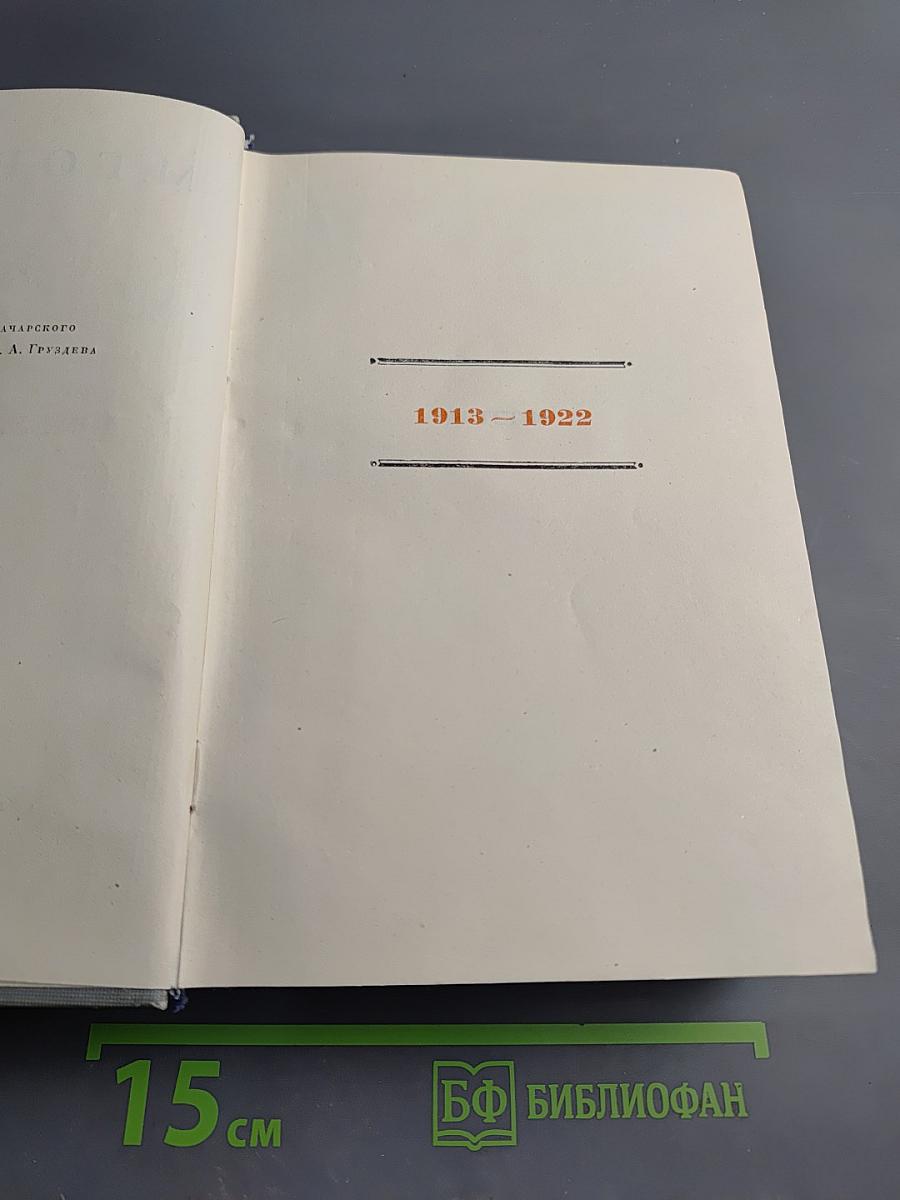 АЧАРСКОГО
. А. ГРУЗДЕВА
1913 — 1922
15 см
БФ БИБЛИОФАН